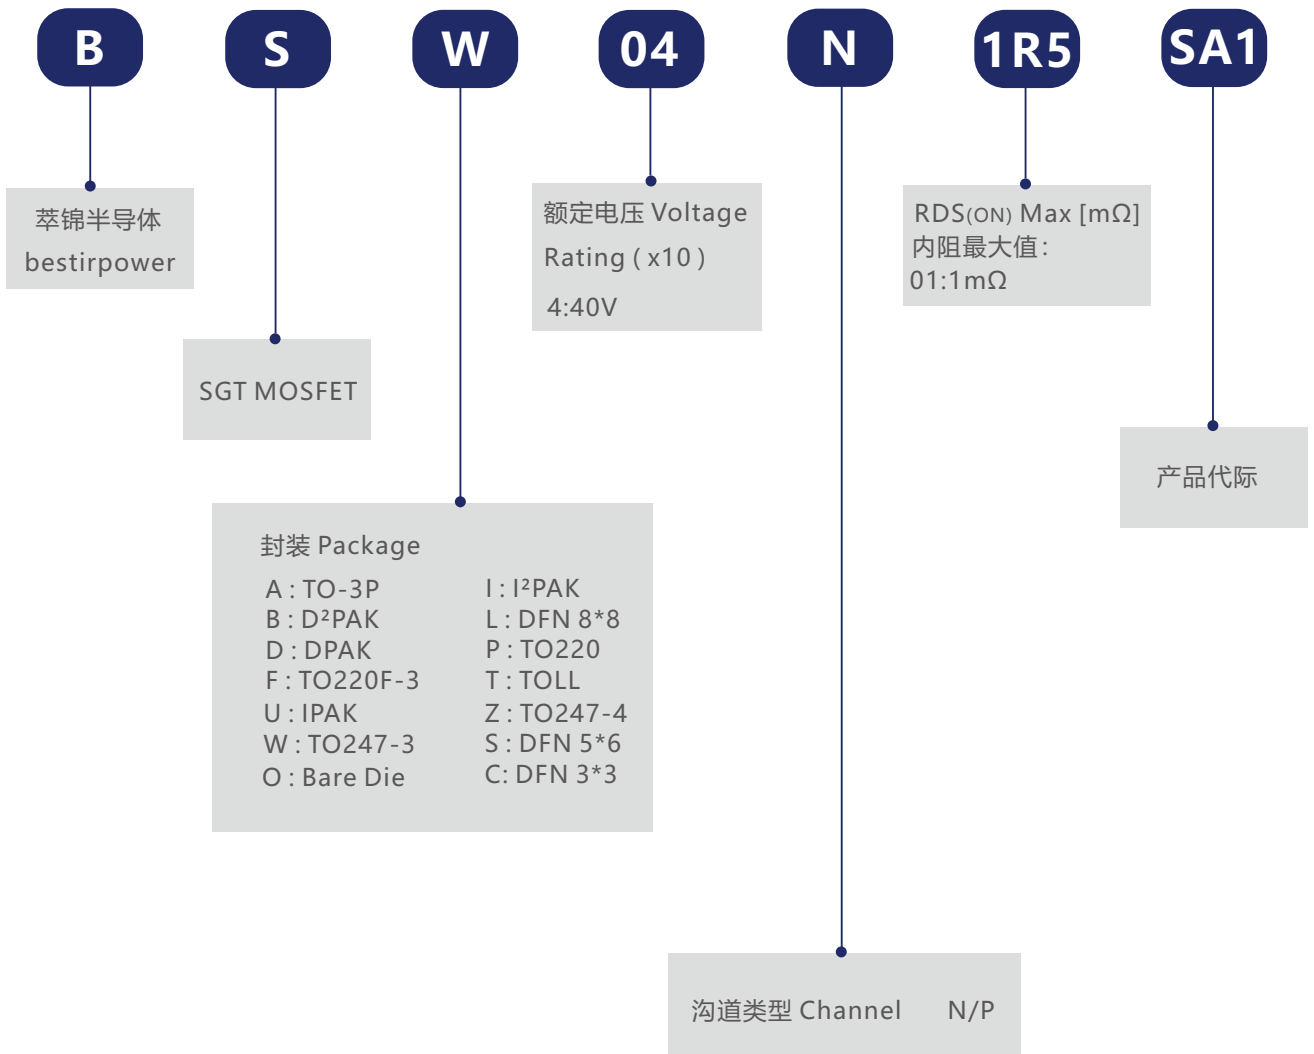 B S W 04 N 1R5 SA1
萃锦半导体
bestirpower
额定电压 Voltage
Rating ( x10 )
4:40V
RDS(ON) Max [mΩ]
内阻最大值：
01:1mΩ
SGT MOSFET
产品代际
封装 Package
A : TO-3P
B : D²PAK
D : DPAK
F : TO220F-3
U : IPAK
W : TO247-3
O : Bare Die
I : I²PAK
L : DFN 8*8
P : TO220
T : TOLL
Z : TO247-4
S : DFN 5*6
C: DFN 3*3
沟道类型 Channel N/P